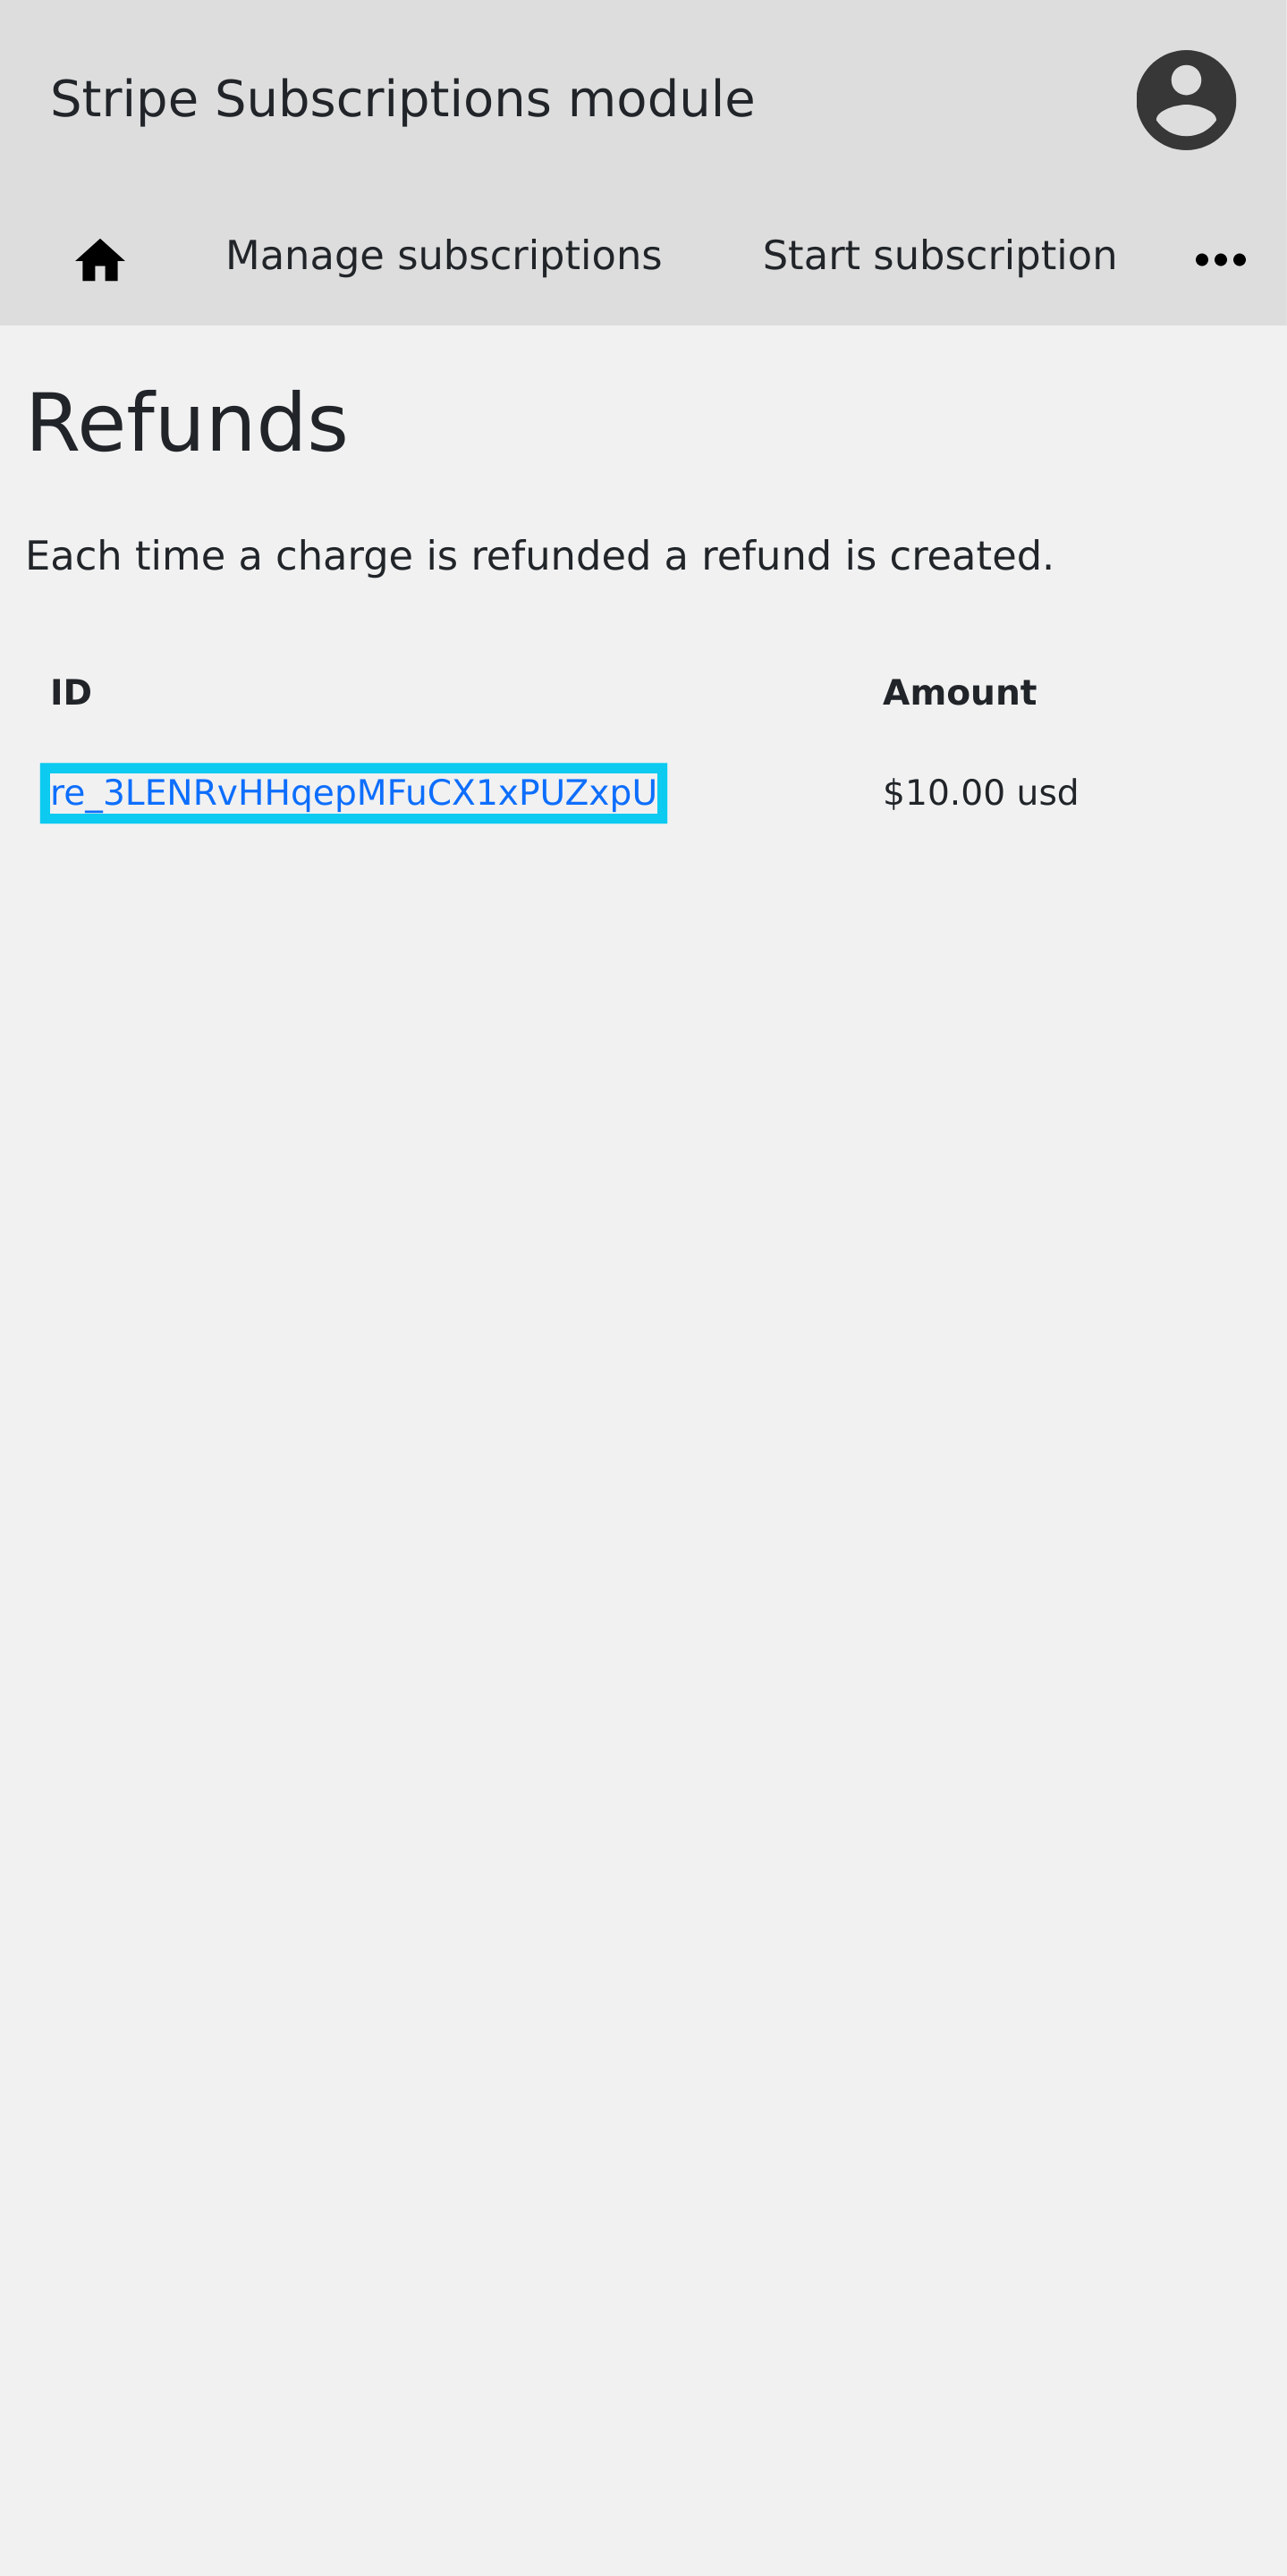 Stripe Subscriptions module
Manage subscriptions Start subscription
Refunds
Each time a charge is refunded a refund is created.
ID Amount
re_3LENRvHHqepMFuCX1xPUZxpU $10.00 usd